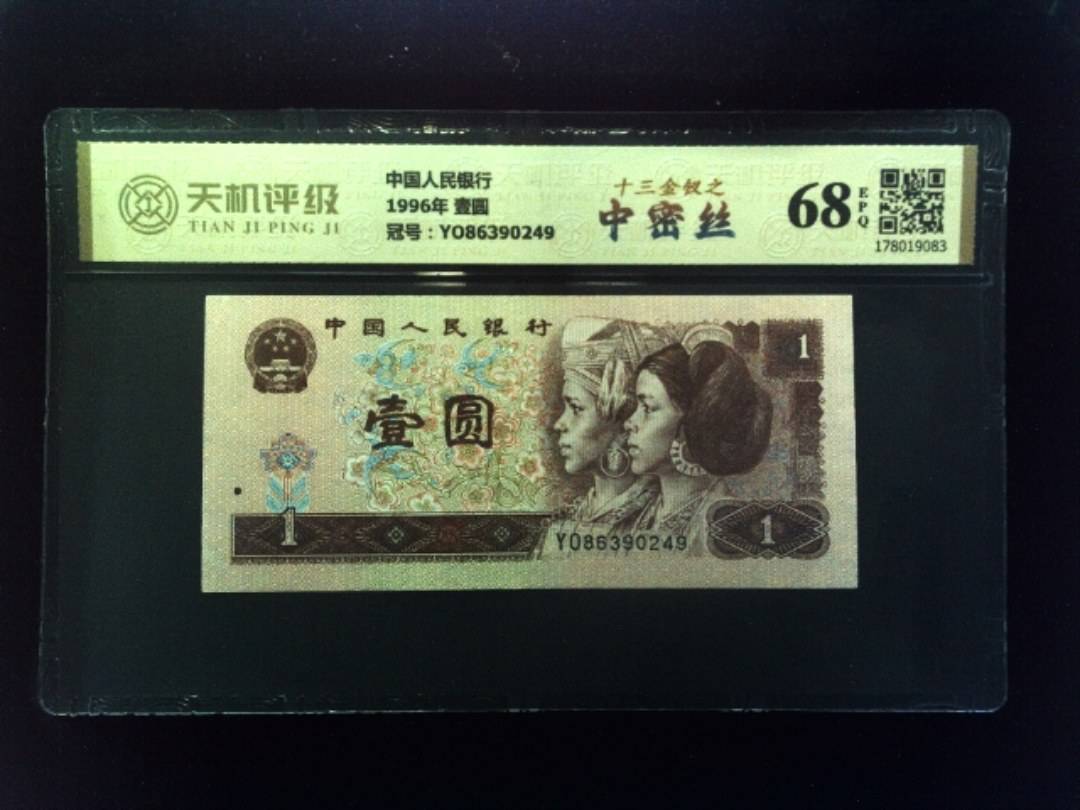 天机评级
TIAN JI PING JI
中国人民银行
1996年 壹圆
冠号：YO86390249
十三金钗之
中密丝
68
EPQ
178019083
中国人民银行
1
壹圆
1
YO86390249
1